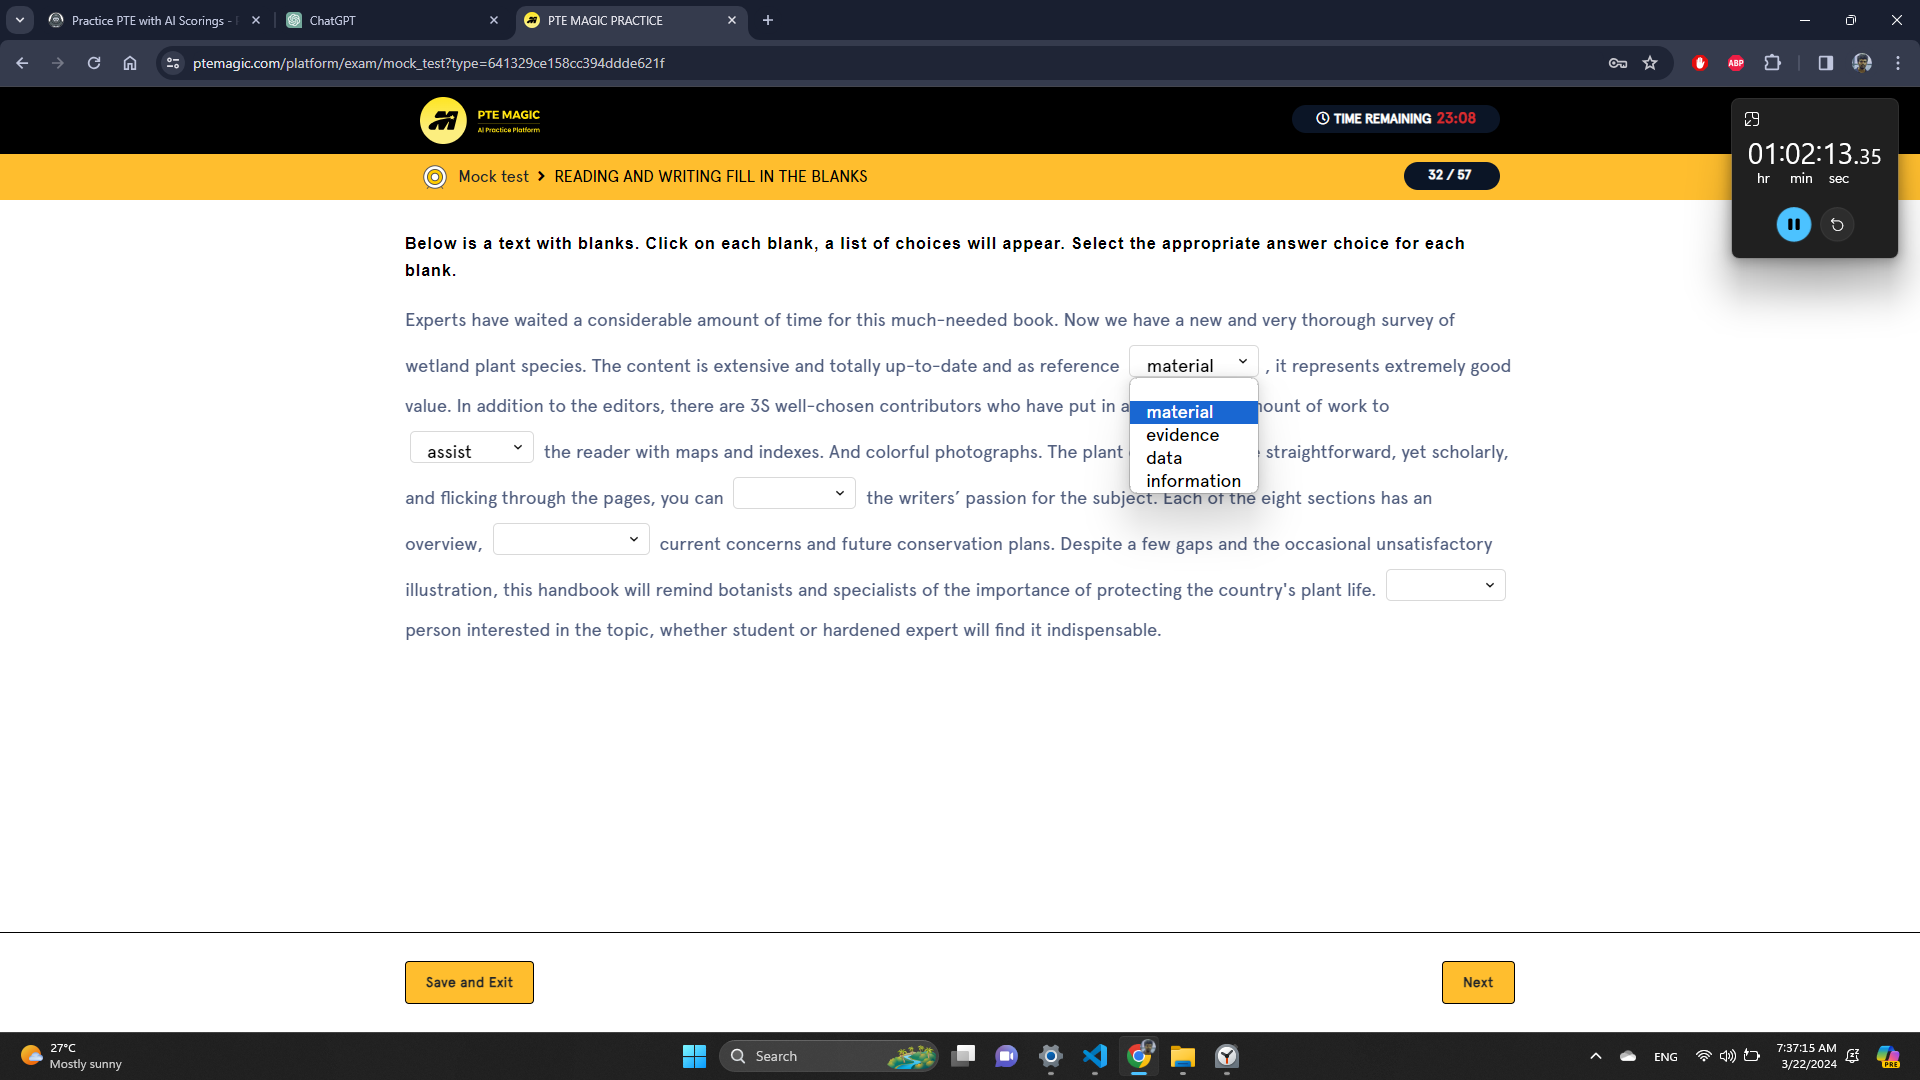 Practice PTE with AI Scorings -
ChatGPT
PTE MAGIC PRACTICE
ptemagic.com/platform/exam/mock_test?type=641329ce158cc394ddde621f
ABP
PTE MAGIC
AI Practice Platform
TIME REMAINING 23:08
01:02:13.35
hr min sec
Mock test > READING AND WRITING FILL IN THE BLANKS
32 / 57
Below is a text with blanks. Click on each blank, a list of choices will appear. Select the appropriate answer choice for each
blank.
Experts have waited a considerable amount of time for this much-needed book. Now we have a new and very thorough survey of
wetland plant species. The content is extensive and totally up-to-date and as reference material , it represents extremely good
value. In addition to the editors, there are 3S well-chosen contributors who have put in a mount of work to
material
evidence
data
information
assist the reader with maps and indexes. And colorful photographs. The plant straightforward, yet scholarly,
and flicking through the pages, you can the writers’ passion for the subject. Each of the eight sections has an
overview, current concerns and future conservation plans. Despite a few gaps and the occasional unsatisfactory
illustration, this handbook will remind botanists and specialists of the importance of protecting the country's plant life.
person interested in the topic, whether student or hardened expert will find it indispensable.
Save and Exit
Next
27°C
Mostly sunny
Search
ENG
7:37:15 AM
3/22/2024
PRE